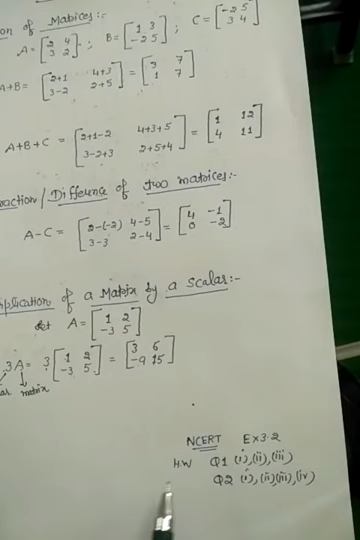 on of Matrices:-
A = [2 4; 3 2] ; B = [1 3; -2 5] ; C = [-2 5; 3 4]
A+B = [2+1 4+3; 3-2 2+5] = [3 7; 1 7]
A+B+C = [2+1-2 4+3+5; 3-2+3 2+5+4] = [1 12; 4 11]
raction / Difference of two matrices:-
A-C = [2-(-2) 4-5; 3-3 2-4] = [4 -1; 0 -2]
plication of a Matrix by a Scalar:-
let A = [1 2; -3 5]
3A = 3 [1 2; -3 5] = [3 6; -9 15]
lar matrix
NCERT Ex 3.2
H.W Q1 (i),(ii),(iii)
Q2 (i),(ii)(iii),(iv)